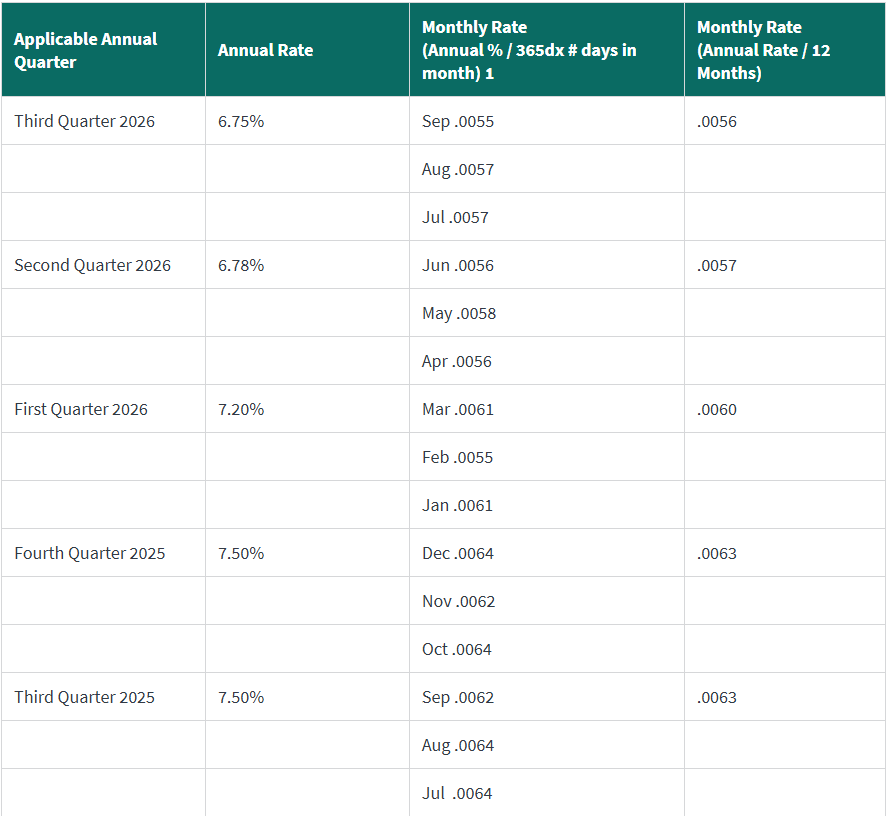 Applicable Annual Quarter	Annual Rate	Monthly Rate (Annual % / 365dx # days in month) 1	Monthly Rate (Annual Rate / 12 Months)
Third Quarter 2026	6.75%	Sep .0055	.0056
Aug .0057
Jul .0057
Second Quarter 2026	6.78%	Jun .0056	.0057
May .0058
Apr .0056
First Quarter 2026	7.20%	Mar .0061	.0060
Feb .0055
Jan .0061
Fourth Quarter 2025	7.50%	Dec .0064	.0063
Nov .0062
Oct .0064
Third Quarter 2025	7.50%	Sep .0062	.0063
Aug .0064
Jul .0064